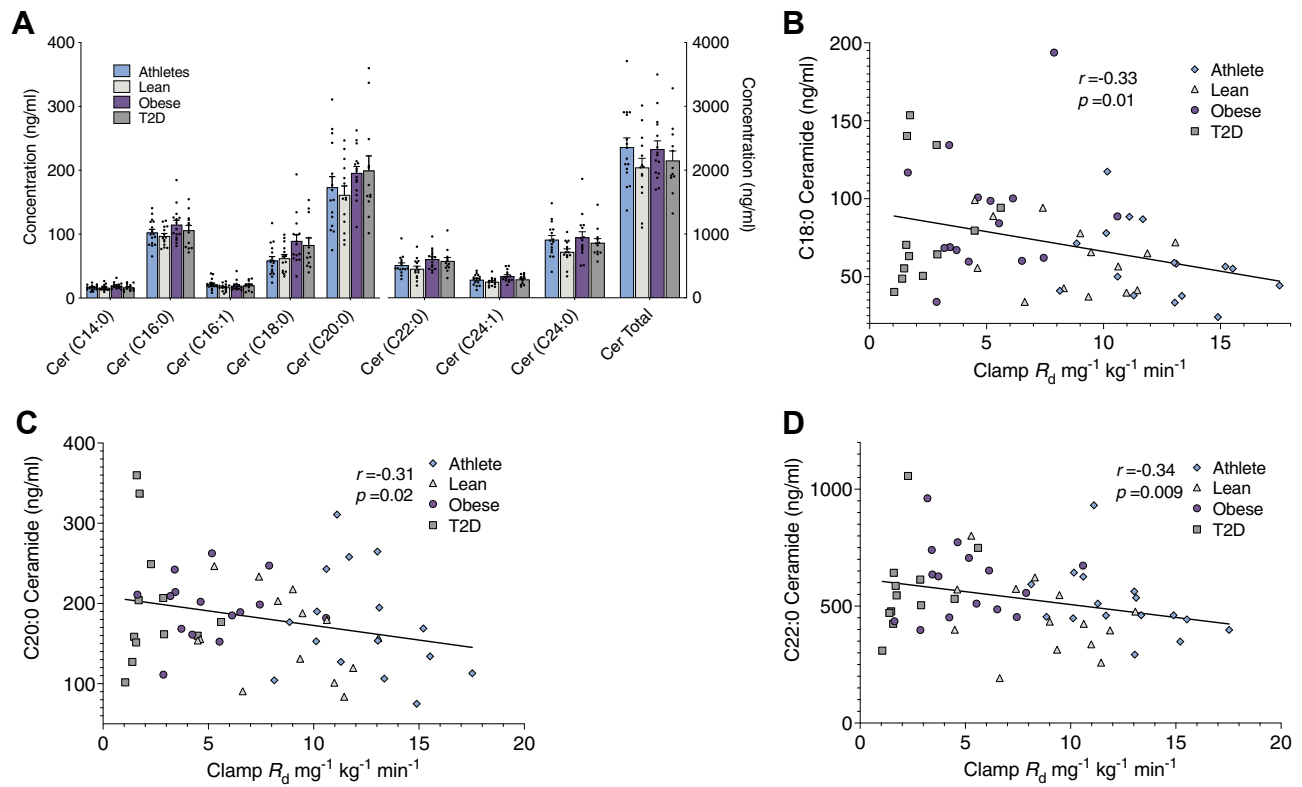 A
400
300
200
100
0
Concentration (ng/ml)
Athletes
Lean
Obese
T2D
4000
3000
2000
1000
0
Concentration (ng/ml)
Cer (C14:0)
Cer (C16:0)
Cer (C16:1)
Cer (C18:0)
Cer (C20:0)
Cer (C22:0)
Cer (C24:1)
Cer (C24:0)
Cer Total
B
200
150
100
50
C18:0 Ceramide (ng/ml)
r=-0.33
p=0.01
Athlete
Lean
Obese
T2D
0 5 10 15
Clamp Rd mg-1 kg-1 min-1
C
400
300
200
100
C20:0 Ceramide (ng/ml)
r=-0.31
p=0.02
Athlete
Lean
Obese
T2D
0 5 10 15 20
Clamp Rd mg-1 kg-1 min-1
D
1000
500
0
C22:0 Ceramide (ng/ml)
r=-0.34
p=0.009
Athlete
Lean
Obese
T2D
0 5 10 15 20
Clamp Rd mg-1 kg-1 min-1